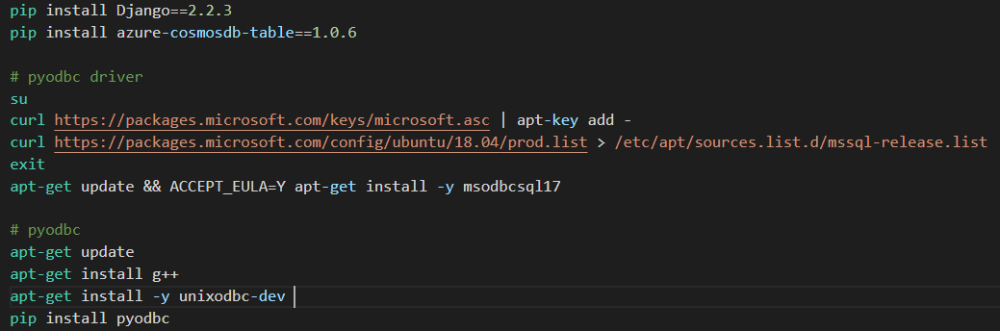 pip install Django==2.2.3
pip install azure-cosmosdb-table==1.0.6
# pyodbc driver
su
curl https://packages.microsoft.com/keys/microsoft.asc | apt-key add -
curl https://packages.microsoft.com/config/ubuntu/18.04/prod.list > /etc/apt/sources.list.d/mssql-release.list
exit
apt-get update && ACCEPT_EULA=Y apt-get install -y msodbcsql17
# pyodbc
apt-get update
apt-get install g++
apt-get install -y unixodbc-dev
pip install pyodbc